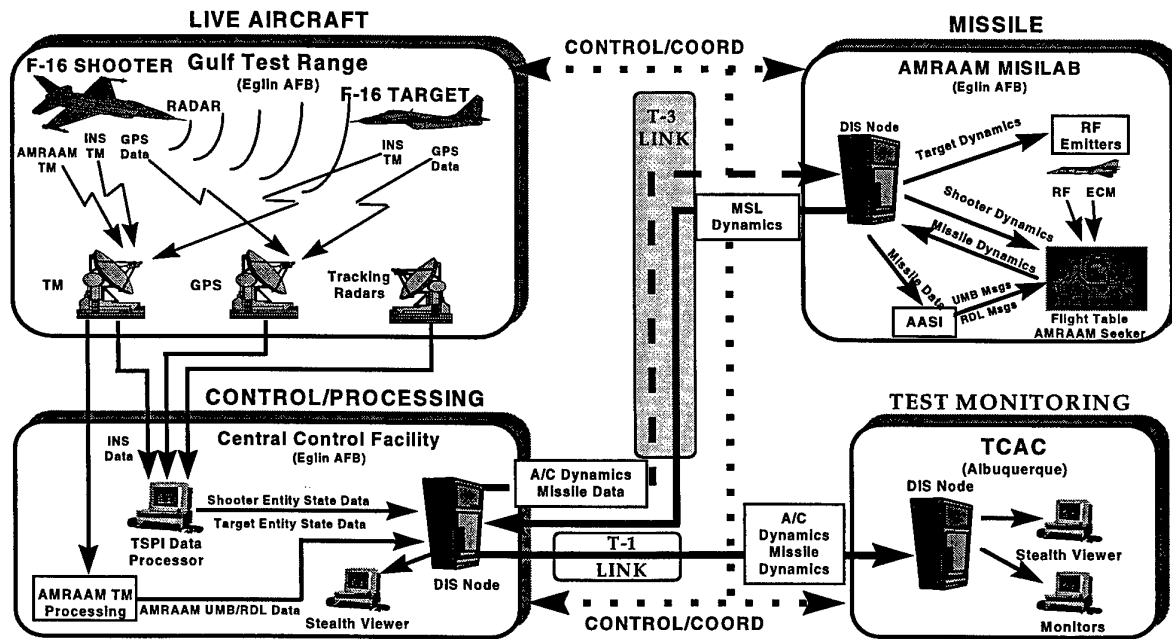 LIVE AIRCRAFT
Gulf Test Range
(Eglin AFB)
F-16 SHOOTER
F-16 TARGET
RADAR
AMRAAM
TM
INS
TM
GPS
Data
INS
TM
GPS
Data
TM
GPS
Tracking
Radars
CONTROL/COORD
T-3
LINK
MSL
Dynamics
MISSILE
AMRAAM MISILAB
(Eglin AFB)
DIS Node
Target Dynamics
RF
Emitters
RF
ECM
Shooter Dynamics
Missile Dynamics
Missile Data
UMB Msgs
RDL Msgs
AASI
Flight Table
AMRAAM Seeker
CONTROL/PROCESSING
Central Control Facility
(Eglin AFB)
INS
Data
TSPI Data
Processor
Shooter Entity State Data
Target Entity State Data
AMRAAM TM
Processing
AMRAAM UMB/RDL Data
Stealth Viewer
DIS Node
A/C Dynamics
Missile Data
T-1
LINK
A/C
Dynamics
Missile
Dynamics
CONTROL/COORD
TEST MONITORING
TCAC
(Albuquerque)
DIS Node
Stealth Viewer
Monitors